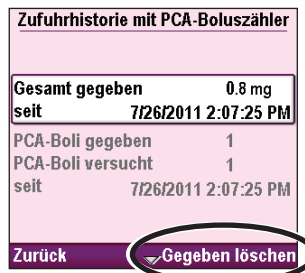 Zufuhrhistorie mit PCA-Boluszähler
Gesamt gegeben 0.8 mg
seit 7/26/2011 2:07:25 PM
PCA-Boli gegeben 1
PCA-Boli versucht 1
seit 7/26/2011 2:07:25 PM
Zurück Gegeben löschen